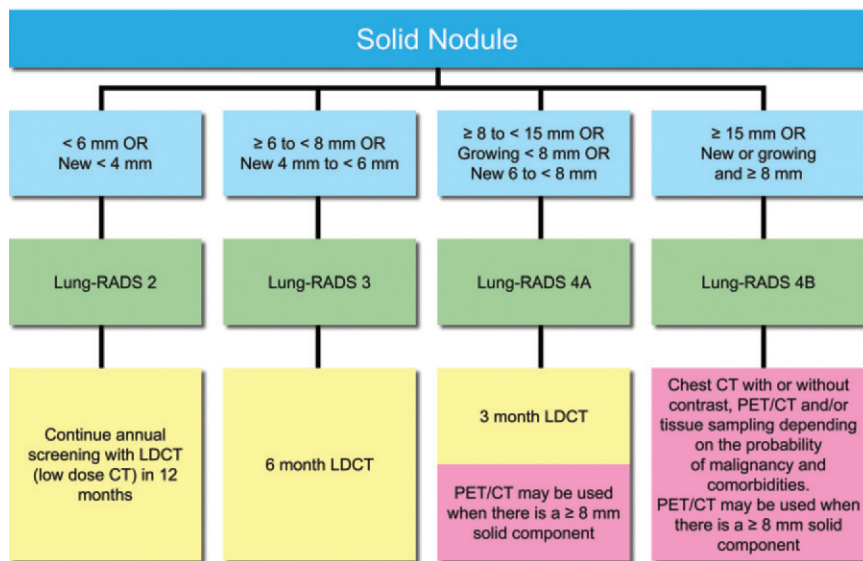 Solid Nodule
< 6 mm OR
New < 4 mm
≥ 6 to < 8 mm OR
New 4 mm to < 6 mm
≥ 8 to < 15 mm OR
Growing < 8 mm OR
New 6 to < 8 mm
≥ 15 mm OR
New or growing
and ≥ 8 mm
Lung-RADS 2
Lung-RADS 3
Lung-RADS 4A
Lung-RADS 4B
Continue annual
screening with LDCT
(low dose CT) in 12
months
6 month LDCT
3 month LDCT
PET/CT may be used
when there is a ≥ 8 mm
solid component
Chest CT with or without
contrast, PET/CT and/or
tissue sampling depending
on the probability
of malignancy and
comorbidities.
PET/CT may be used when
there is a ≥ 8 mm solid
component